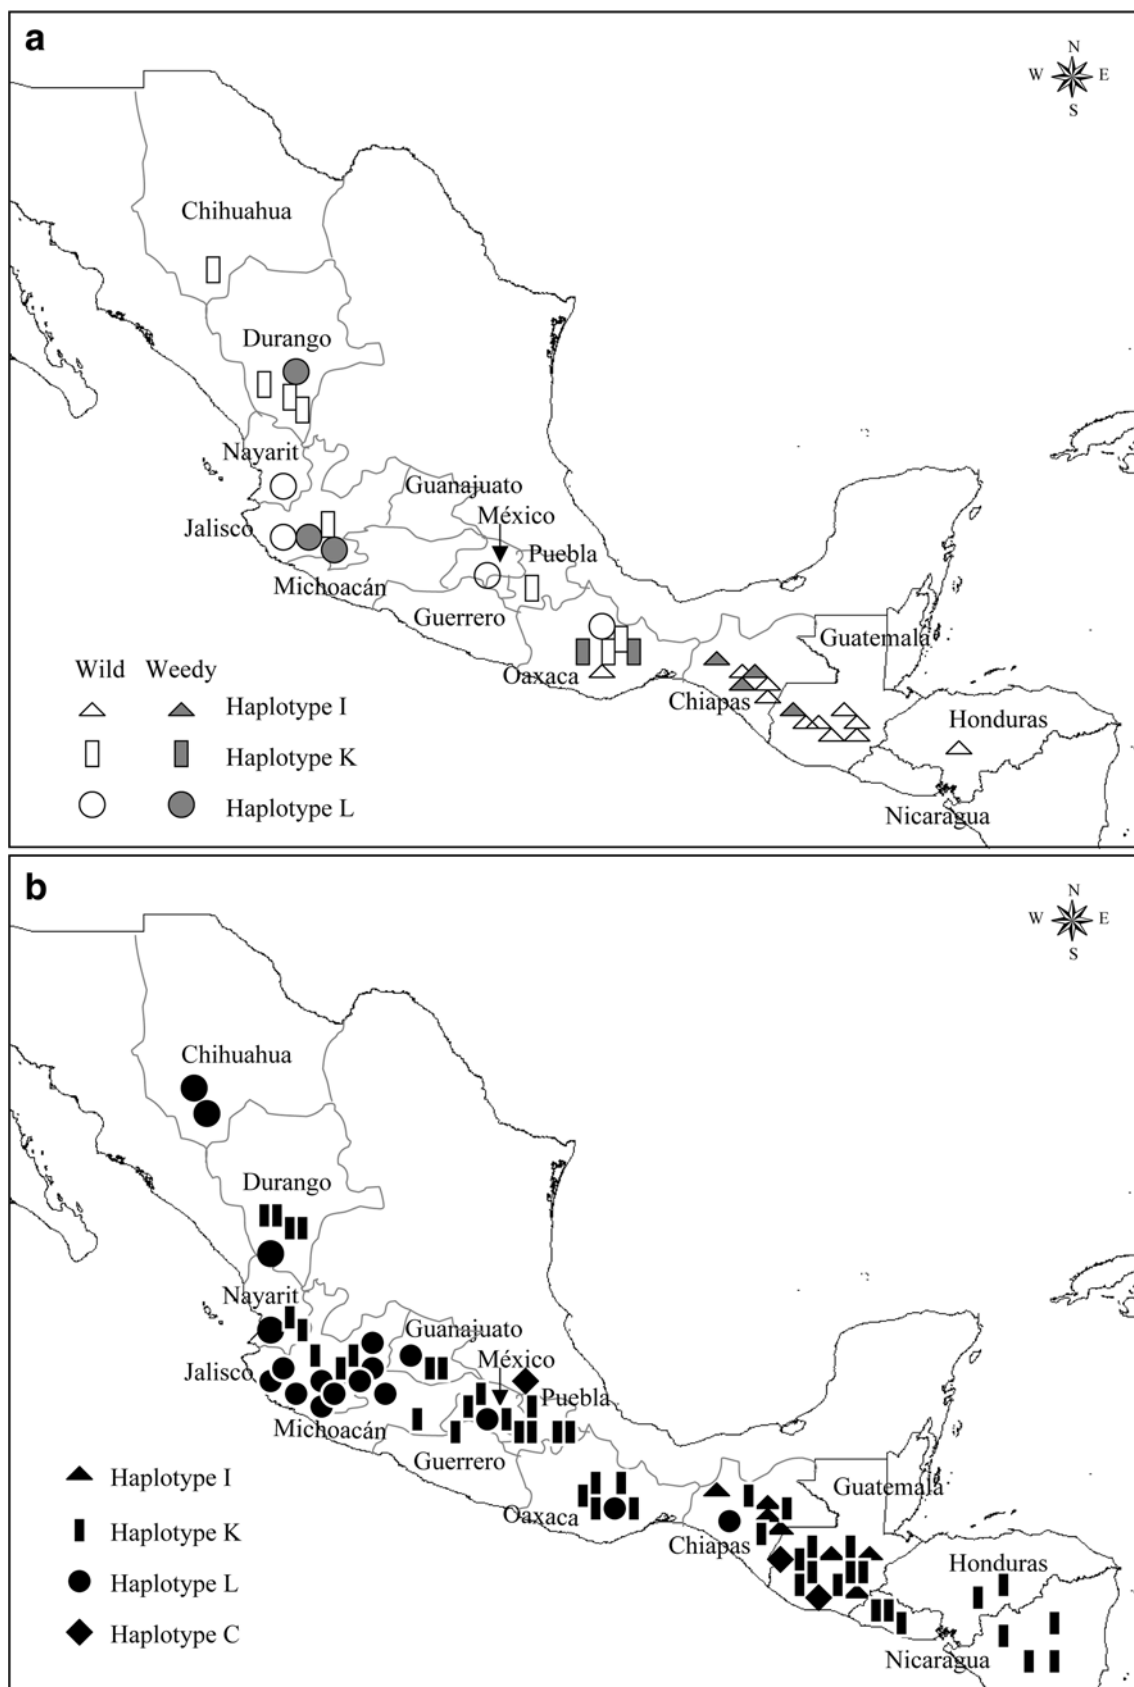 a
N
W E
S
Chihuahua
Durango
Nayarit
Guanajuato
México
Jalisco
Puebla
Michoacán
Guerrero
Guatemala
Oaxaca
Chiapas
Honduras
Nicaragua
Wild Weedy
Haplotype I
Haplotype K
Haplotype L
b
N
W E
S
Chihuahua
Durango
Nayarit
Guanajuato
México
Jalisco
Puebla
Michoacán
Guerrero
Guatemala
Oaxaca
Chiapas
Honduras
Nicaragua
Haplotype I
Haplotype K
Haplotype L
Haplotype C